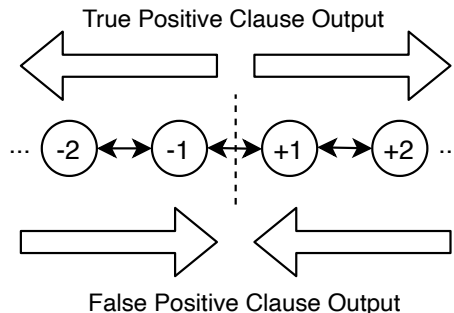 True Positive Clause Output
... -2 -1 +1 +2 ..
False Positive Clause Output